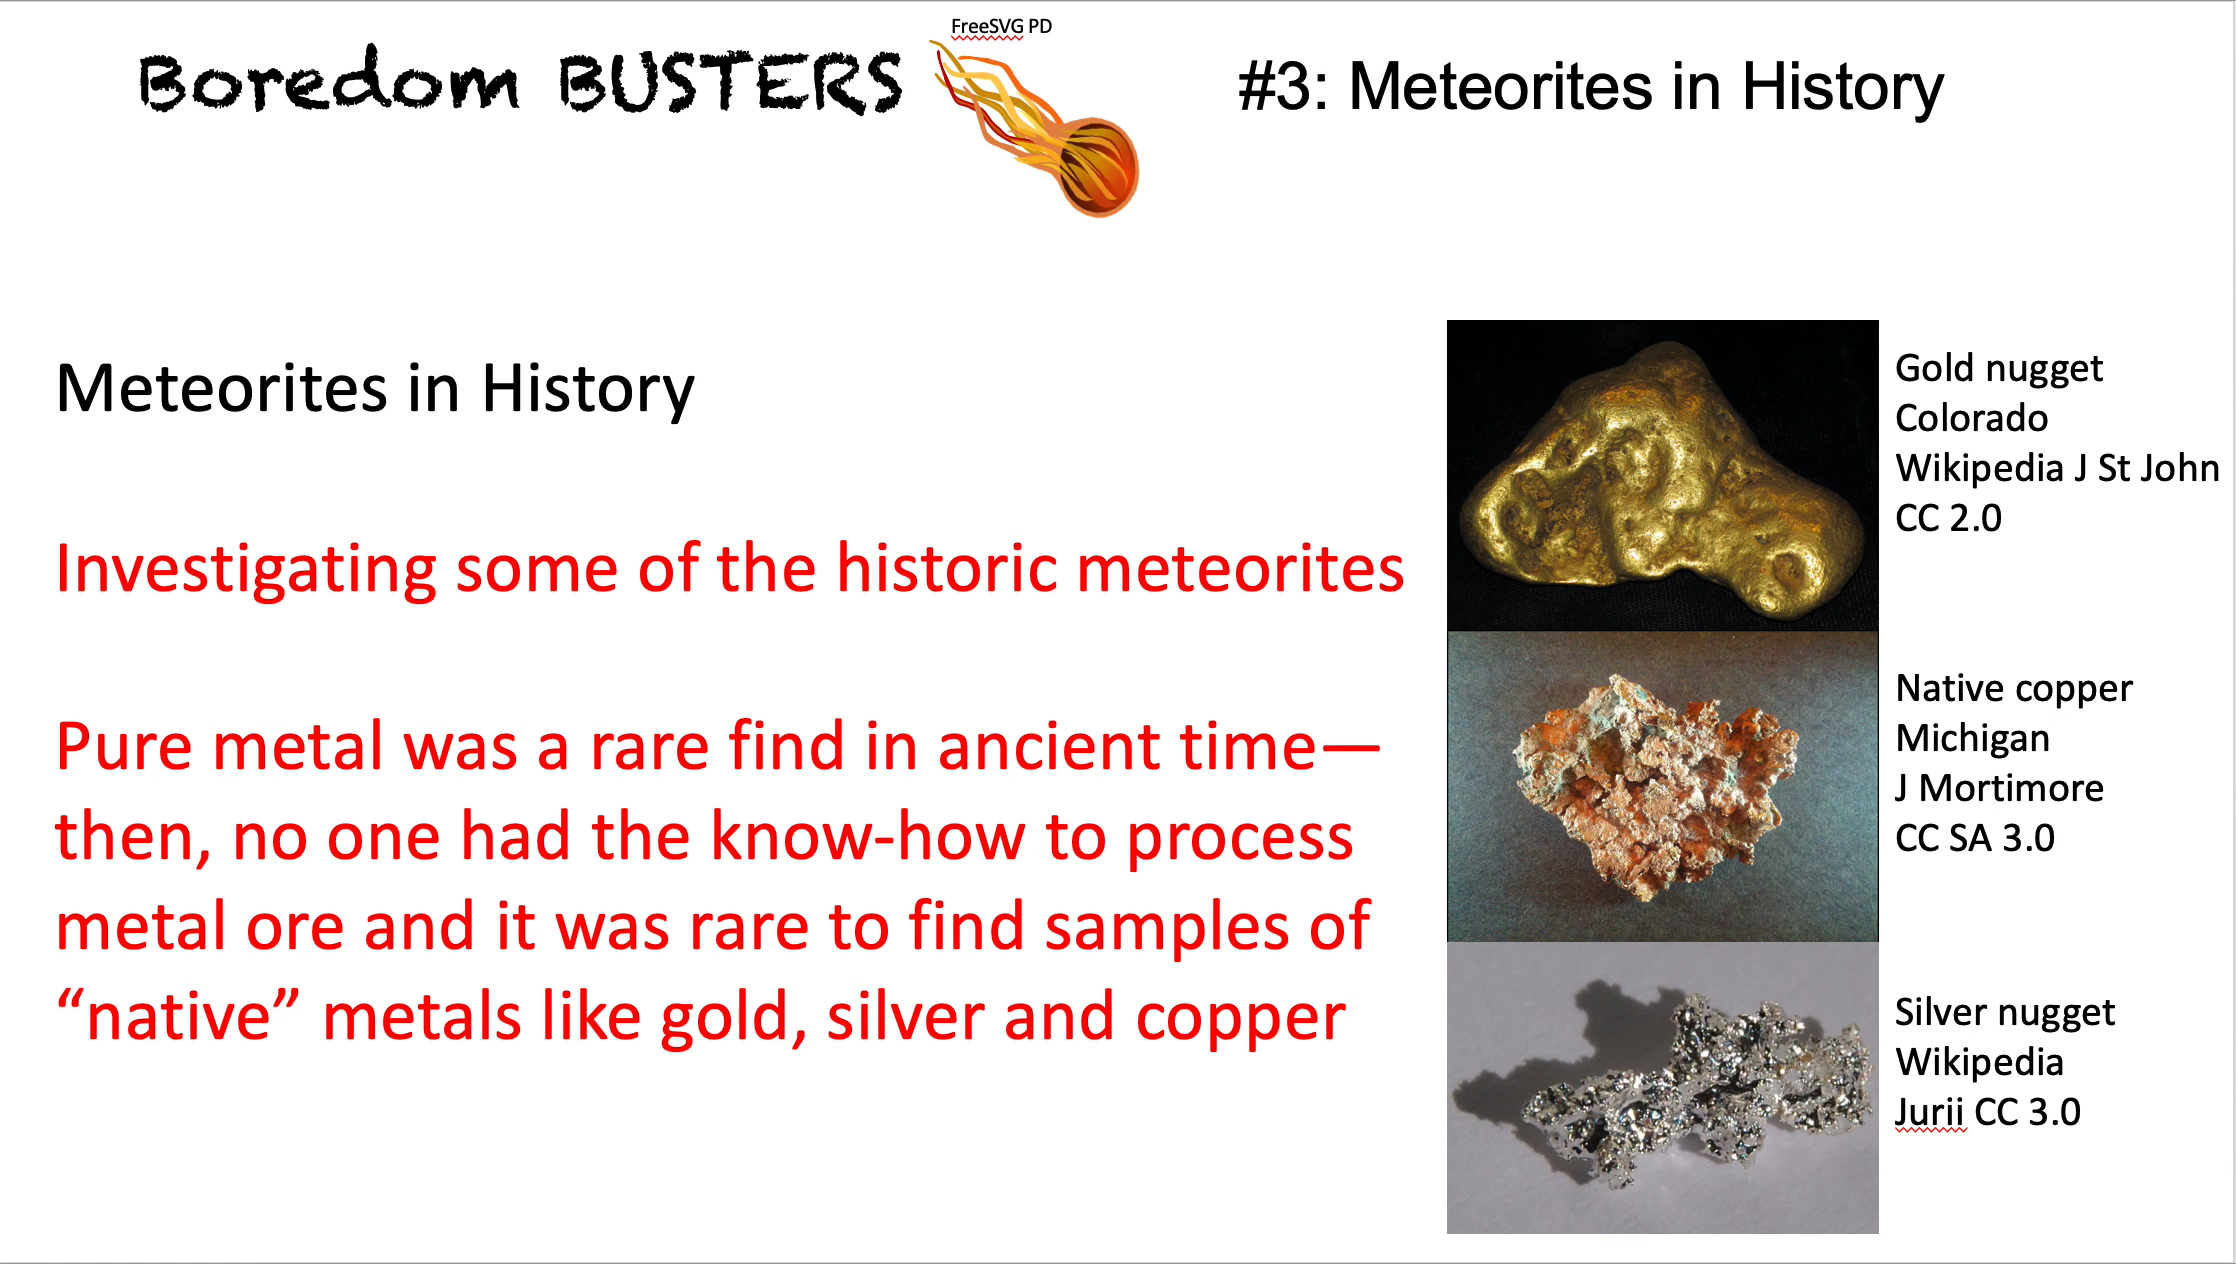 FreeSVG PD
Boredom BUSTERS
#3: Meteorites in History
Meteorites in History
Investigating some of the historic meteorites
Pure metal was a rare find in ancient time—
then, no one had the know-how to process
metal ore and it was rare to find samples of
“native” metals like gold, silver and copper
Gold nugget
Colorado
Wikipedia J St John
CC 2.0
Native copper
Michigan
J Mortimore
CC SA 3.0
Silver nugget
Wikipedia
Jurii CC 3.0